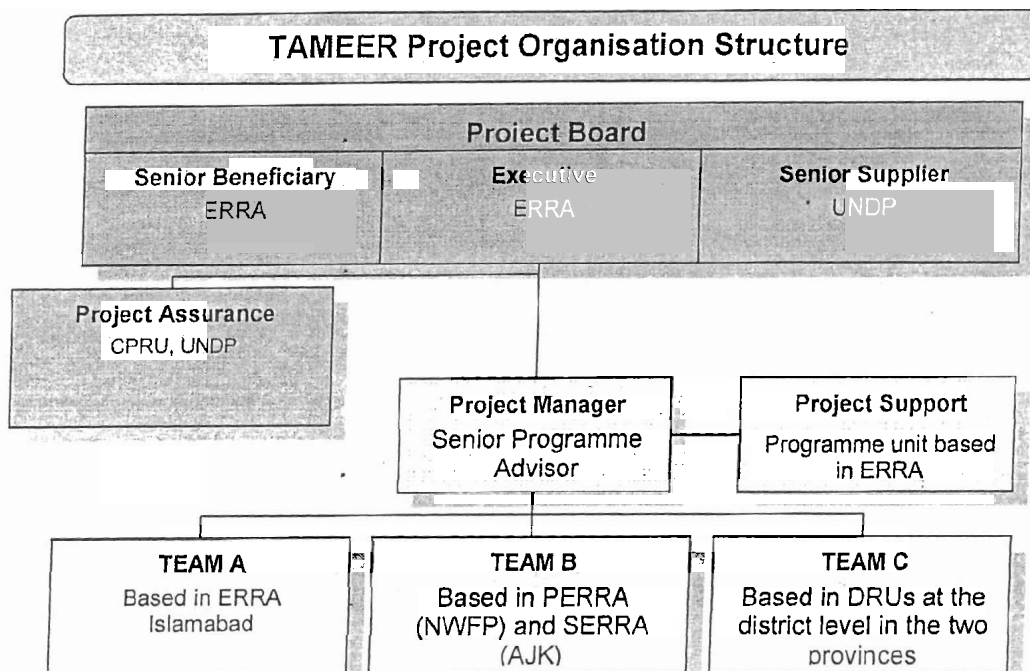 TAMEER Project Organisation Structure
Project Board
Senior Beneficiary
ERRA
Executive
ERRA
Senior Supplier
UNDP
Project Assurance
CPRU, UNDP
Project Manager
Senior Programme
Advisor
Project Support
Programme unit based
in ERRA
TEAM A
Based in ERRA
Islamabad
TEAM B
Based in PERRA
(NWFP) and SERRA
(AJK)
TEAM C
Based in DRUs at the
district level in the two
provinces